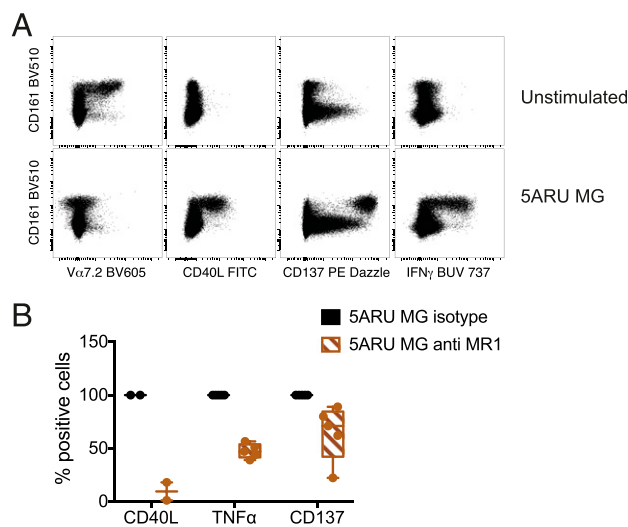 A
CD161 BV510
Unstimulated
CD161 BV510
5ARU MG
Vα7.2 BV605
CD40L FITC
CD137 PE Dazzle
IFNγ BUV 737
B
5ARU MG isotype
5ARU MG anti MR1
% positive cells
150
100
50
0
CD40L
TNFα
CD137